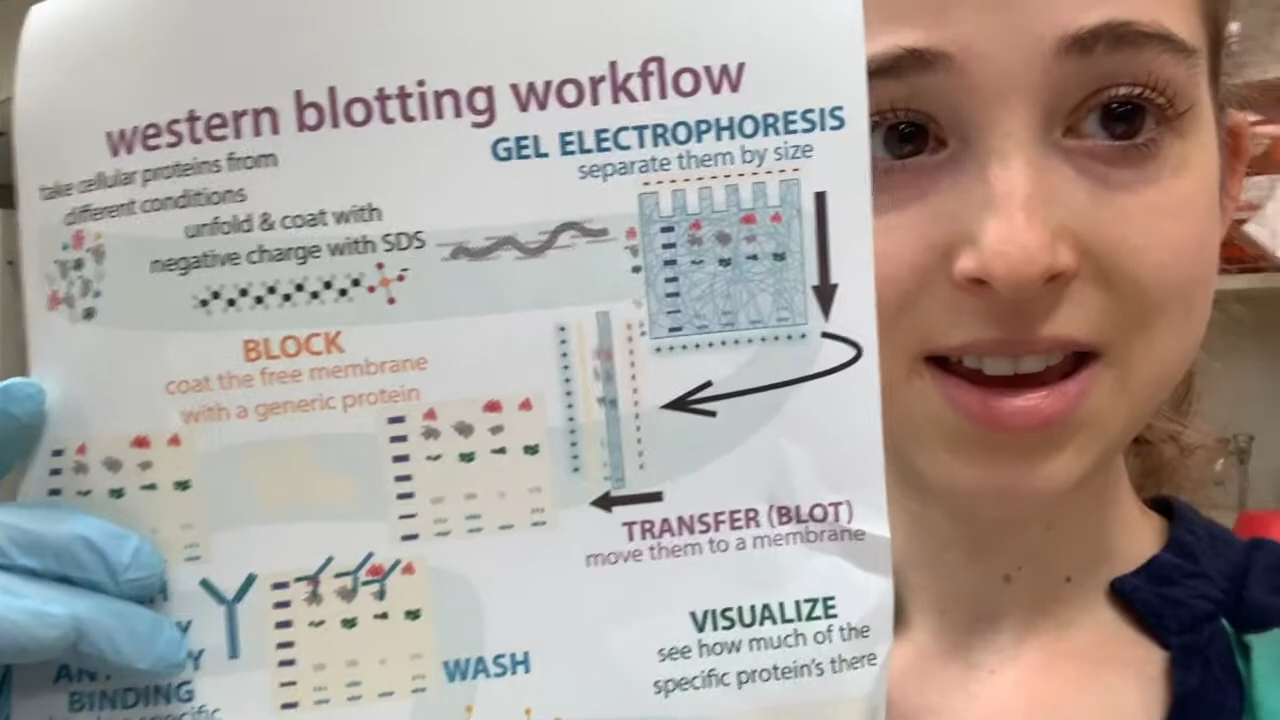 western blotting workflow
take cellular proteins from
different conditions
unfold & coat with
negative charge with SDS
GEL ELECTROPHORESIS
separate them by size
BLOCK
coat the free membrane
with a generic protein
TRANSFER (BLOT)
move them to a membrane
BINDING
WASH
VISUALIZE
see how much of the
specific protein's there